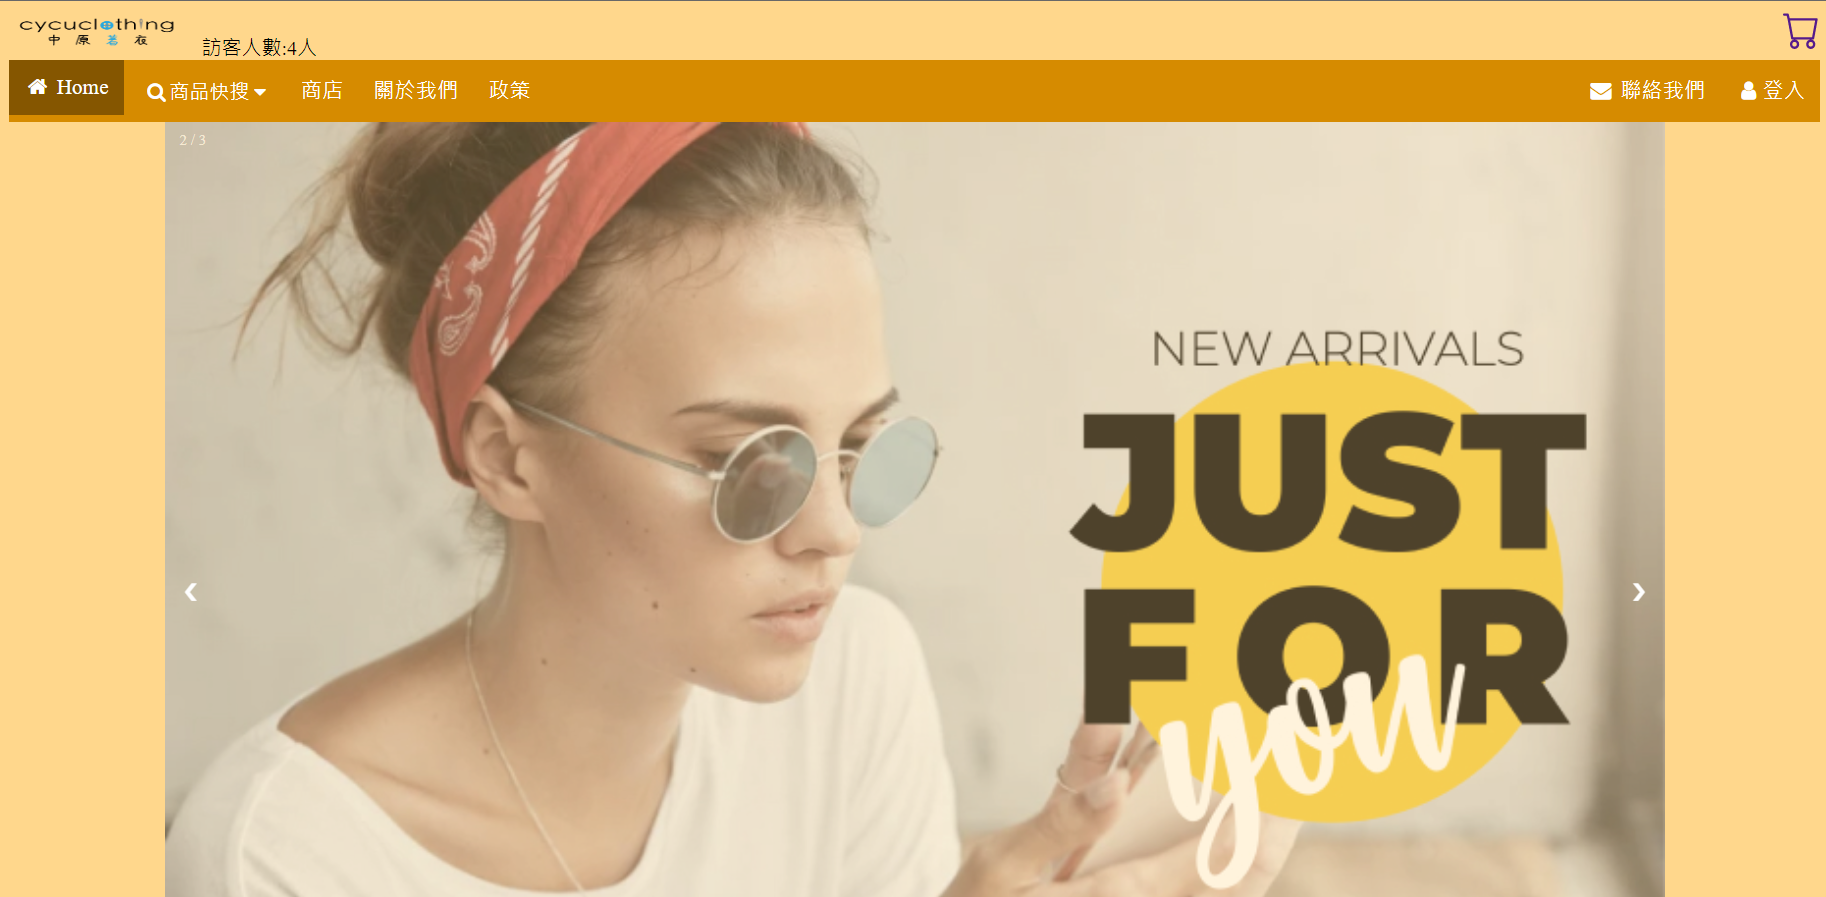 cycuclothing
中原著衣
訪客人數:4人
Home
商品快搜
商店
關於我們
政策
聯絡我們
登入
2 / 3
NEW ARRIVALS
JUST
FOR
you